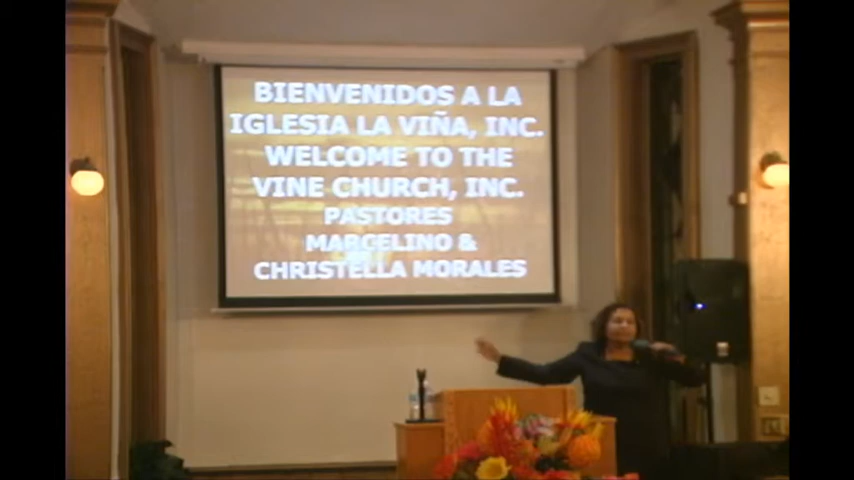 BIENVENIDOS A LA
IGLESIA LA VIÑA, INC.
WELCOME TO THE
VINE CHURCH, INC.
PASTORES
MARCELINO &
CHRISTELLA MORALES